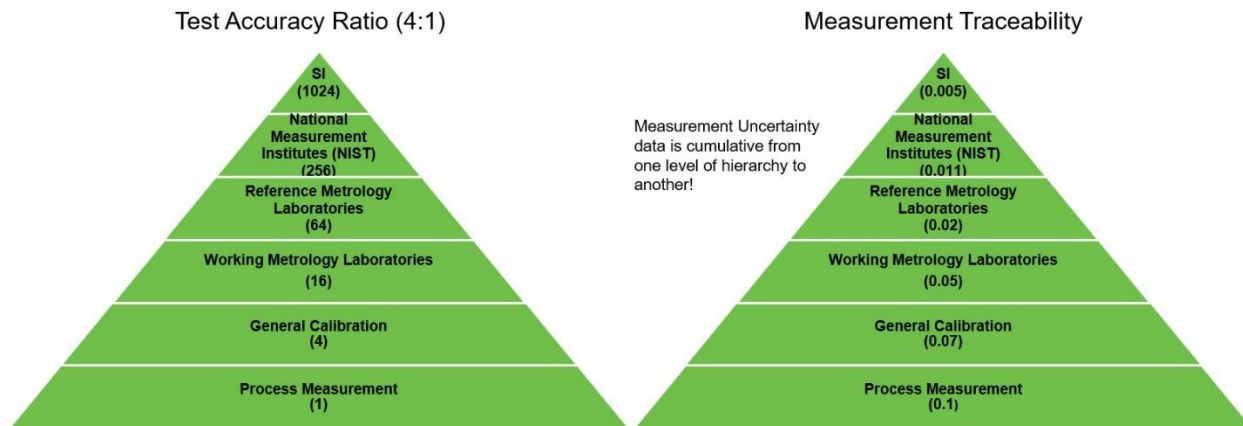 Test Accuracy Ratio (4:1)
SI
(1024)
National
Measurement
Institutes (NIST)
(256)
Reference Metrology
Laboratories
(64)
Working Metrology Laboratories
(16)
General Calibration
(4)
Process Measurement
(1)
Measurement Uncertainty
data is cumulative from
one level of hierarchy to
another!
Measurement Traceability
SI
(0.005)
National
Measurement
Institutes (NIST)
(0.011)
Reference Metrology
Laboratories
(0.02)
Working Metrology Laboratories
(0.05)
General Calibration
(0.07)
Process Measurement
(0.1)